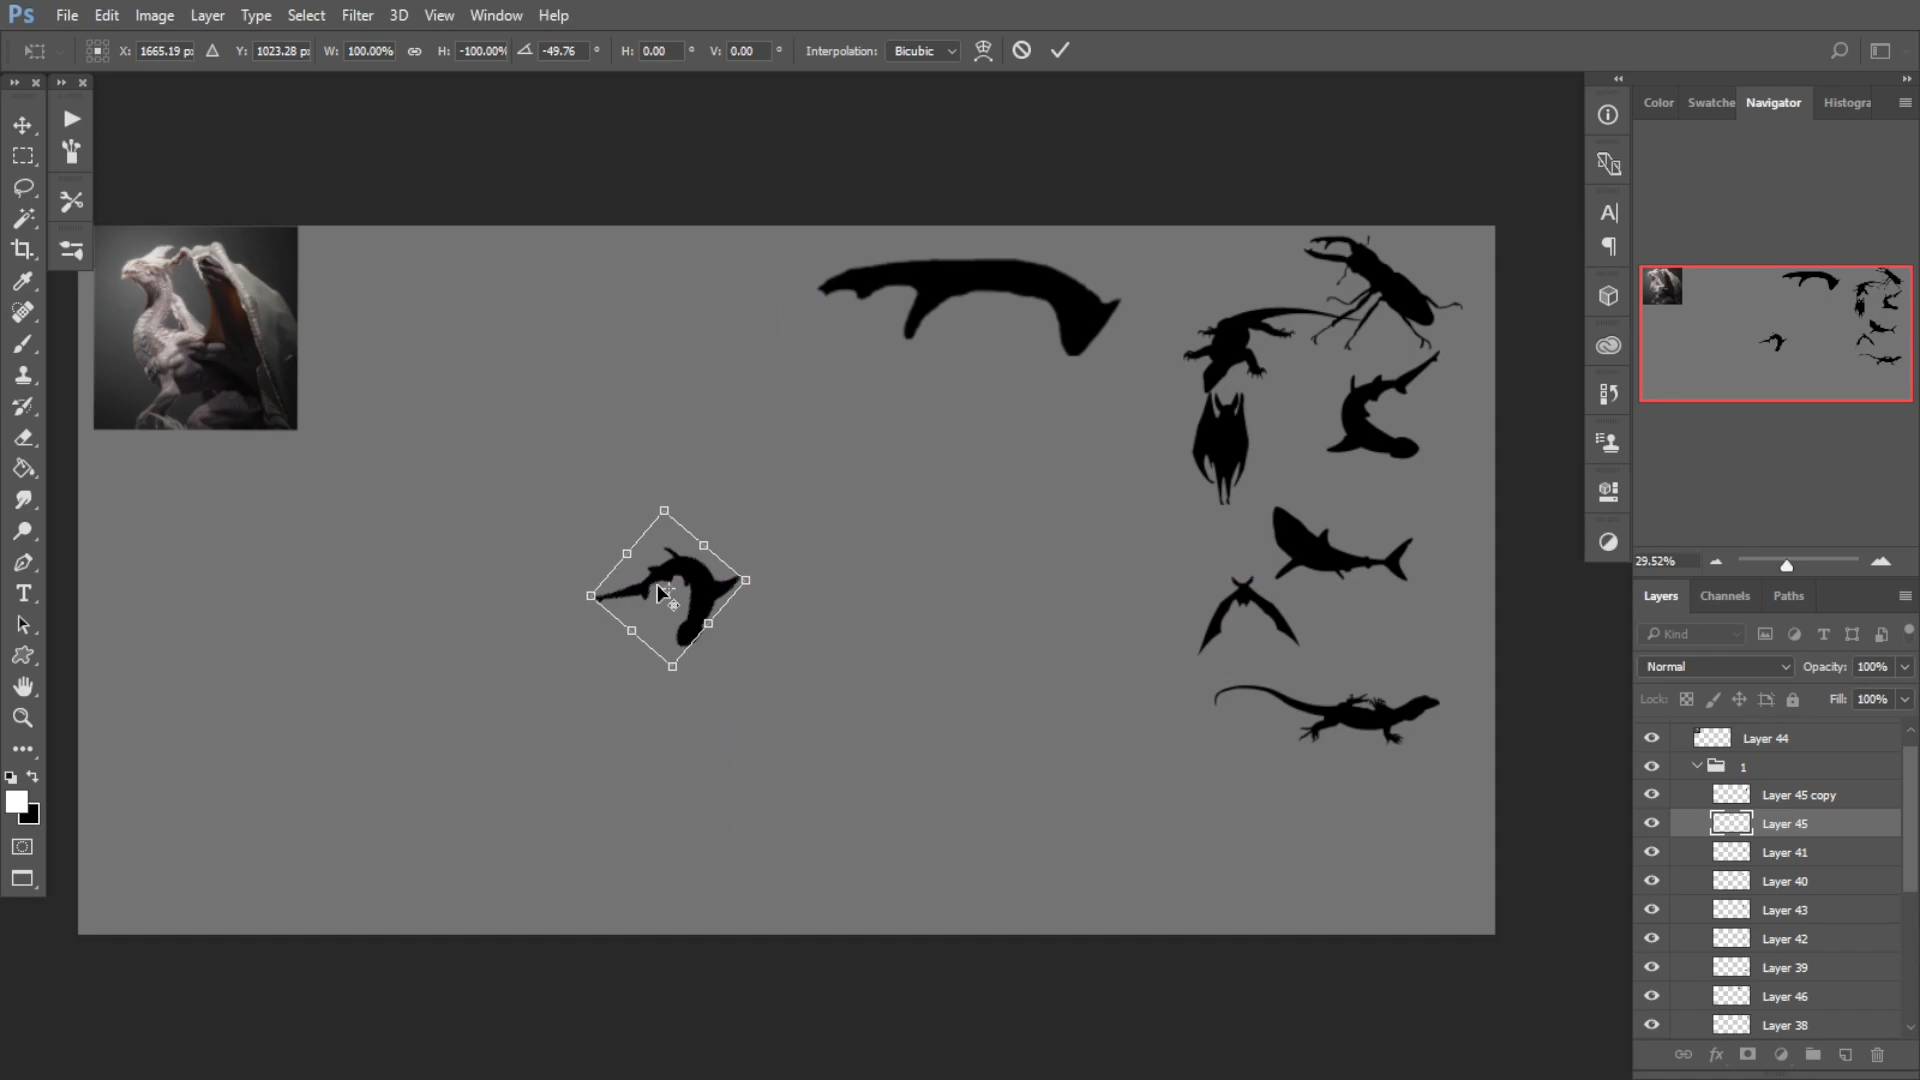 Ps File Edit Image Layer Type Select Filter 3D View Window Help
X: 1665.19 p Y: 1023.28 p W: 100.00% H: -100.00% -49.76 ° H: 0.00 ° V: 0.00 ° Interpolation: Bicubic
Color Swatche Navigator Histogra
29.52%
Layers Channels Paths
Kind
Normal Opacity: 100%
Lock: Fill: 100%
Layer 44
1
Layer 45 copy
Layer 45
Layer 41
Layer 40
Layer 43
Layer 42
Layer 39
Layer 46
Layer 38